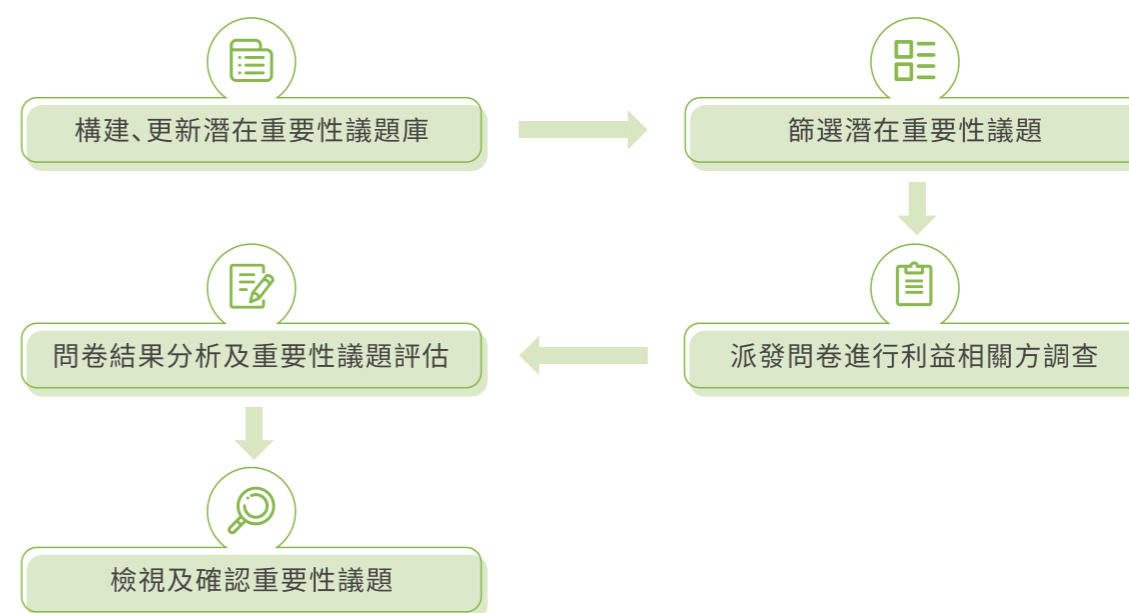 構建、更新潛在重要性議題庫
篩選潛在重要性議題
派發問卷進行利益相關方調查
問卷結果分析及重要性議題評估
檢視及確認重要性議題